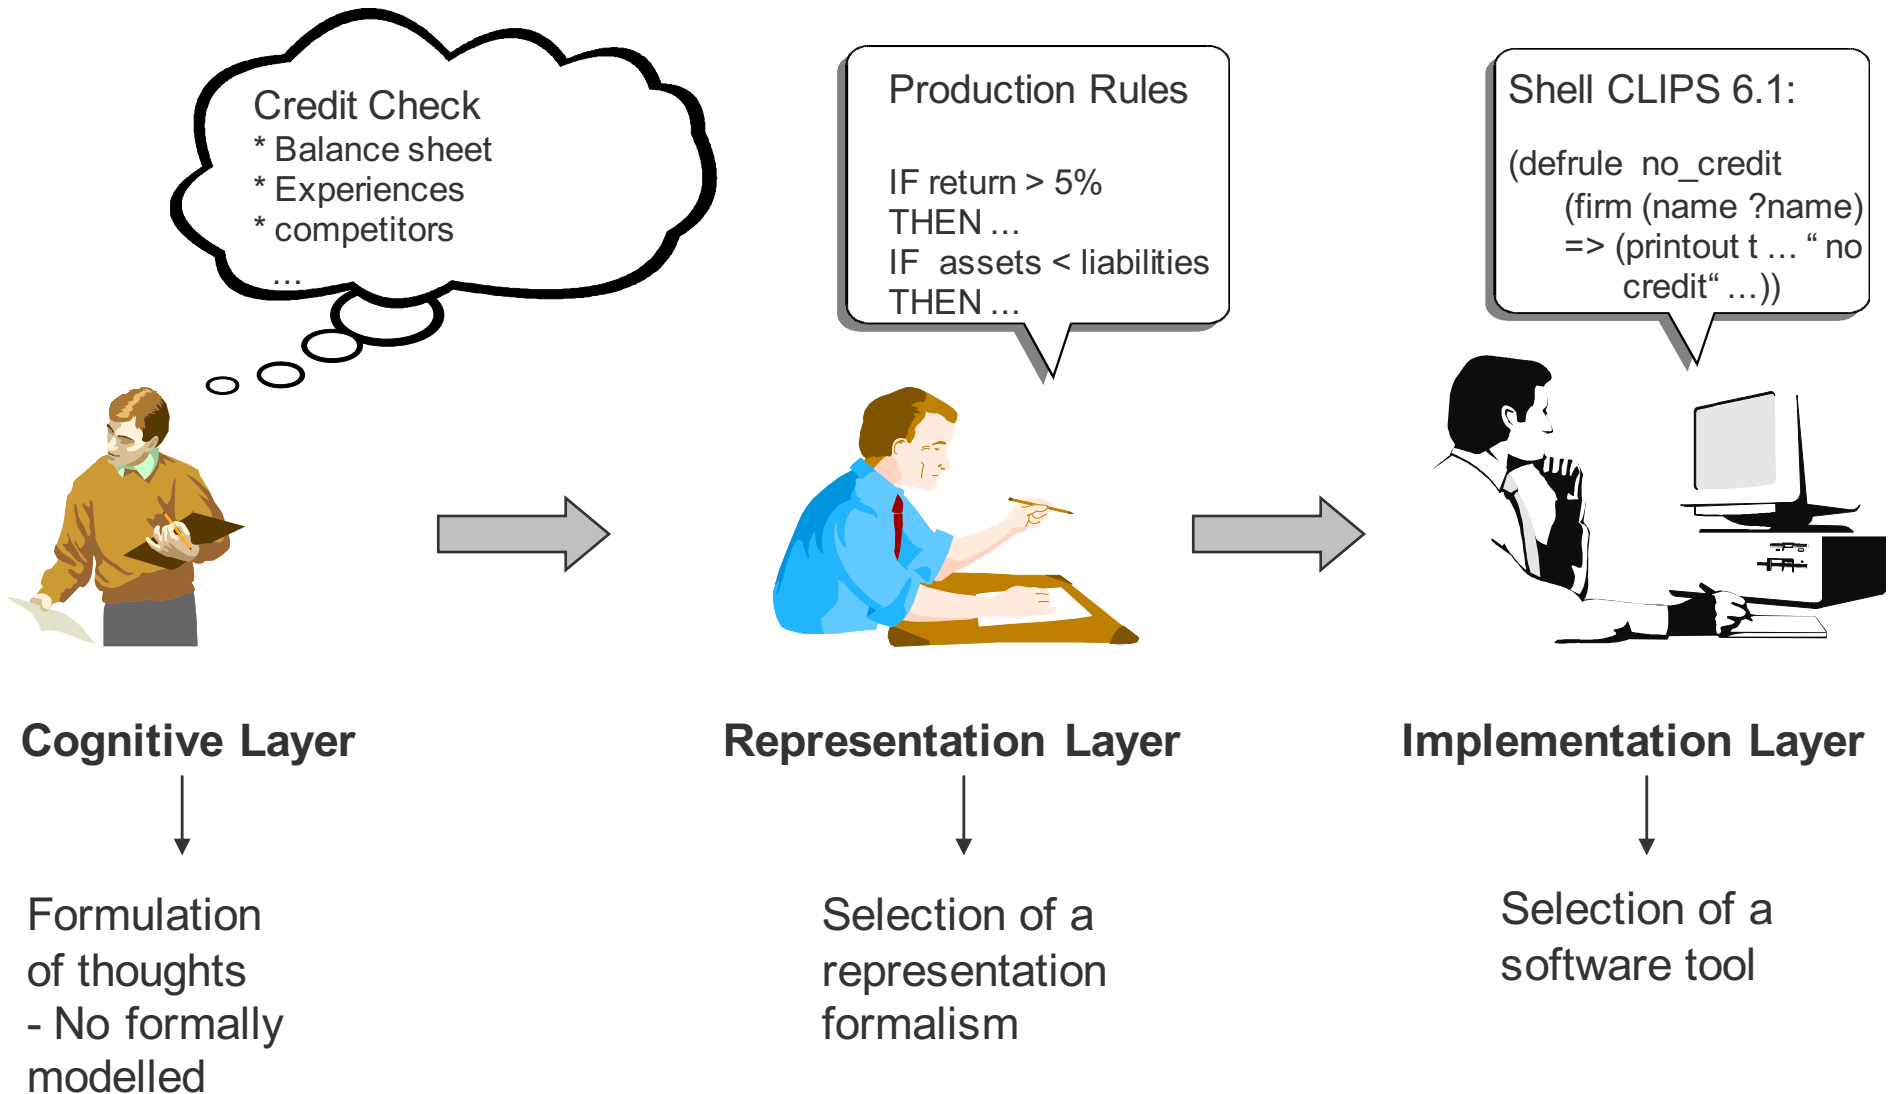 Credit Check
* Balance sheet
* Experiences
* competitors
...
Production Rules
IF return > 5%
THEN ...
IF assets < liabilities
THEN ...
Shell CLIPS 6.1:
(defrule no_credit
(firm (name ?name)
=> (printout t ... “ no
credit“ ...))
Cognitive Layer
Representation Layer
Implementation Layer
Formulation
of thoughts
- No formally
modelled
Selection of a
representation
formalism
Selection of a
software tool